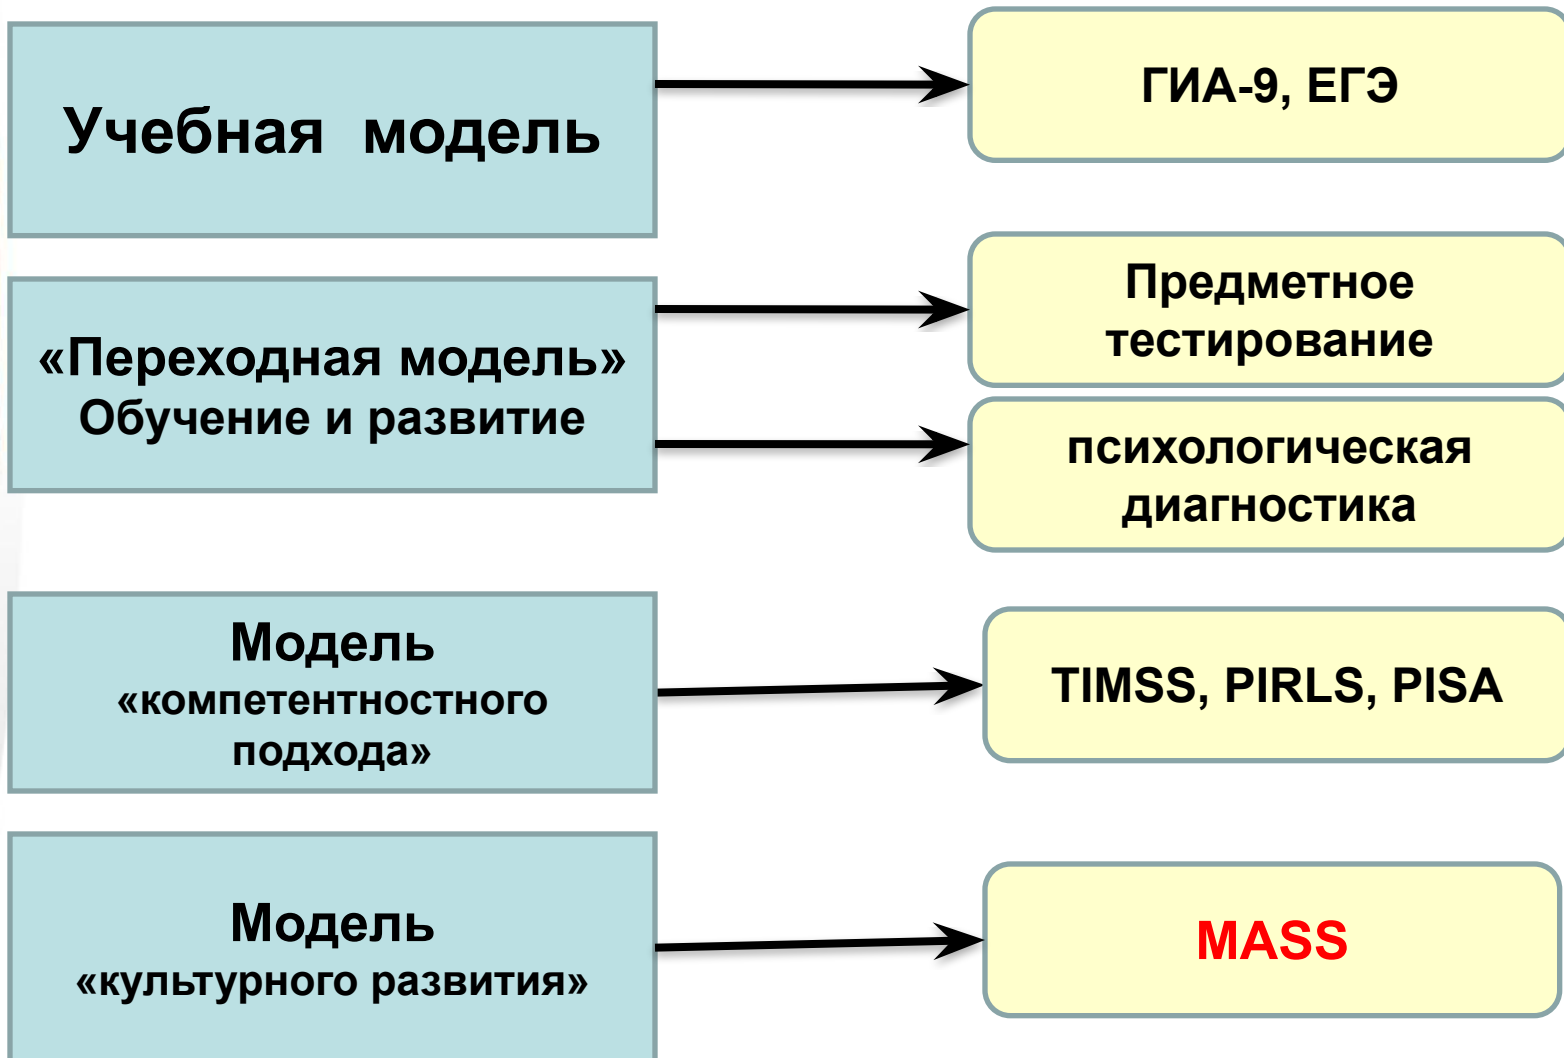 Учебная модель
ГИА-9, ЕГЭ
«Переходная модель»
Обучение и развитие
Предметное
тестирование
психологическая
диагностика
Модель
«компетентностного
подхода»
TIMSS, PIRLS, PISA
Модель
«культурного развития»
MASS